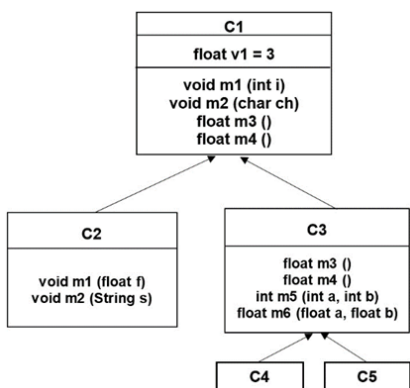 C1
float v1 = 3
void m1 (int i)
void m2 (char ch)
float m3 ()
float m4 ()
C2
void m1 (float f)
void m2 (String s)
C3
float m3 ()
float m4 ()
int m5 (int a, int b)
float m6 (float a, float b)
C4
C5